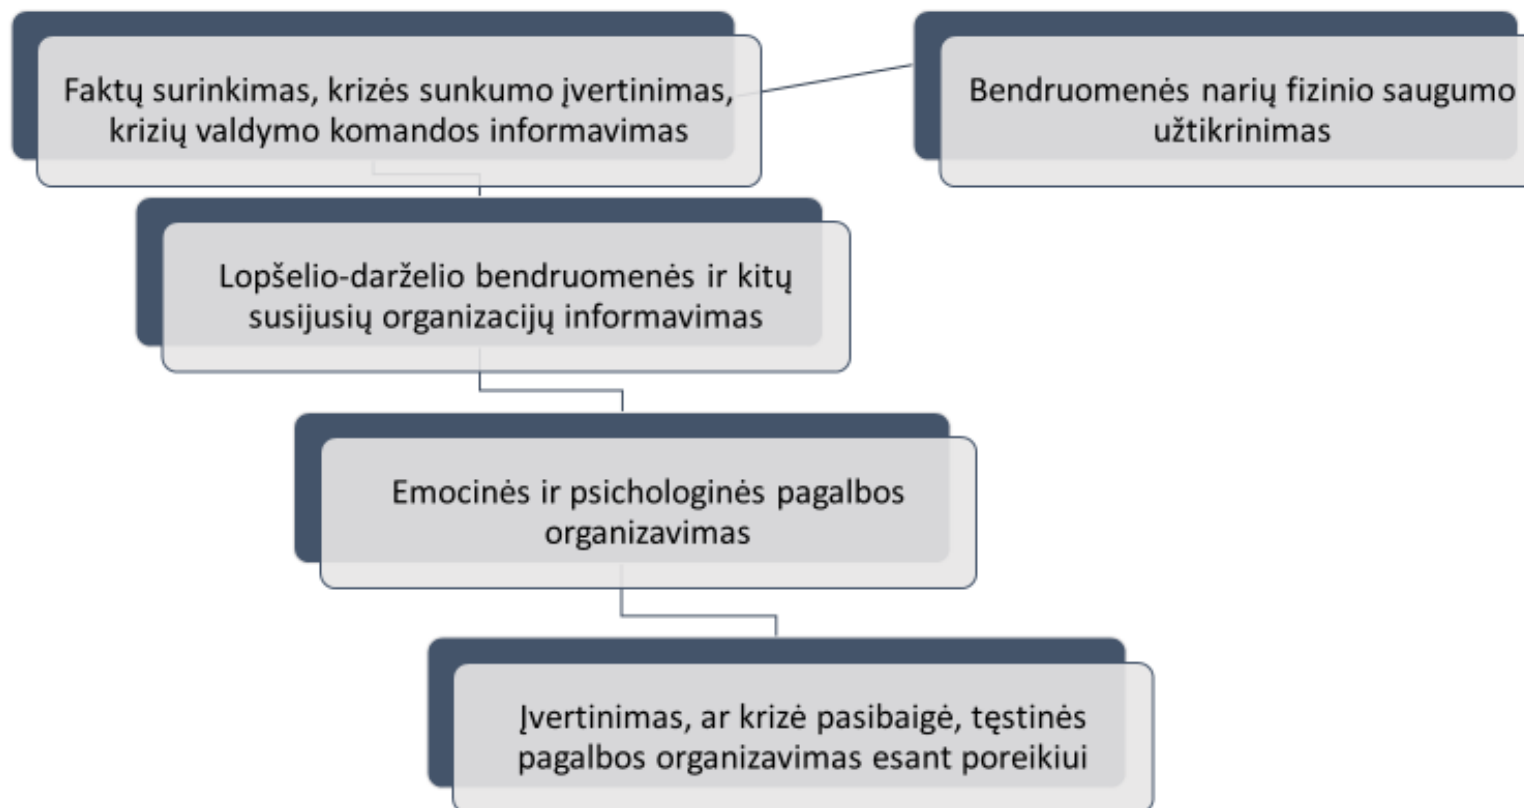 Faktų surinkimas, krizės sunkumo įvertinimas,
krizių valdymo komandos informavimas
Bendruomenės narių fizinio saugumo
užtikrinimas
Lopšelio-darželio bendruomenės ir kitų
susijusių organizacijų informavimas
Emocinės ir psichologinės pagalbos
organizavimas
Įvertinimas, ar krizė pasibaigė, tęstinės
pagalbos organizavimas esant poreikiui